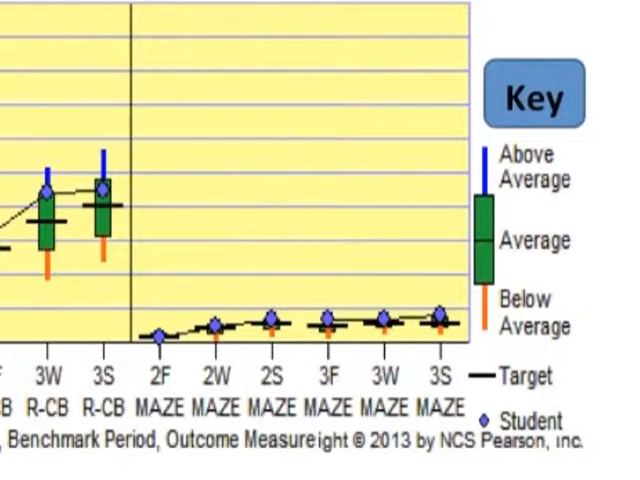 Key
Above
Average
Average
Below
Average
3W 3S 2F 2W 2S 3F 3W 3S
Target
R-CB R-CB MAZE MAZE MAZE MAZE MAZE MAZE
Student
, Benchmark Period, Outcome Measure ight © 2013 by NCS Pearson, Inc.